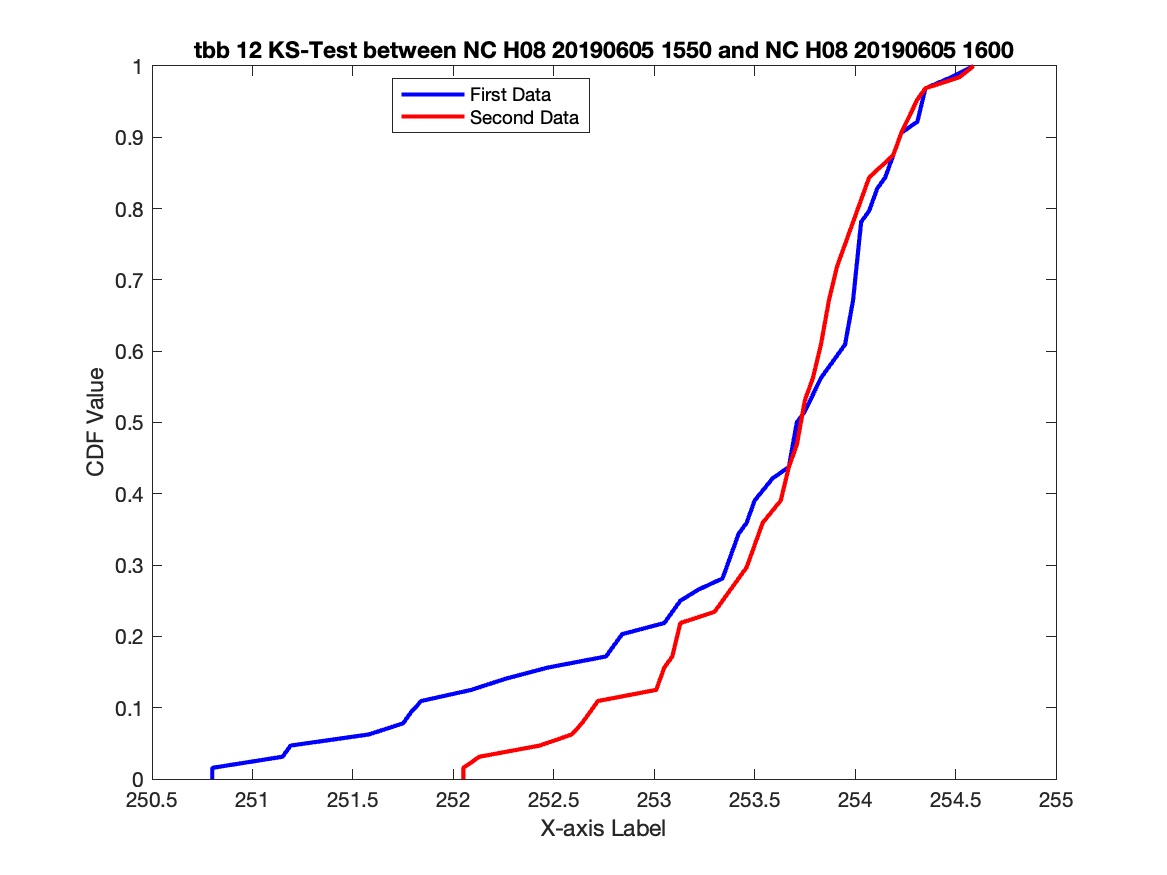 tbb 12 KS-Test between NC H08 20190605 1550 and NC H08 20190605 1600
First Data
Second Data
CDF Value
1
0.9
0.8
0.7
0.6
0.5
0.4
0.3
0.2
0.1
0
250.5 251 251.5 252 252.5 253 253.5 254 254.5 255
X-axis Label